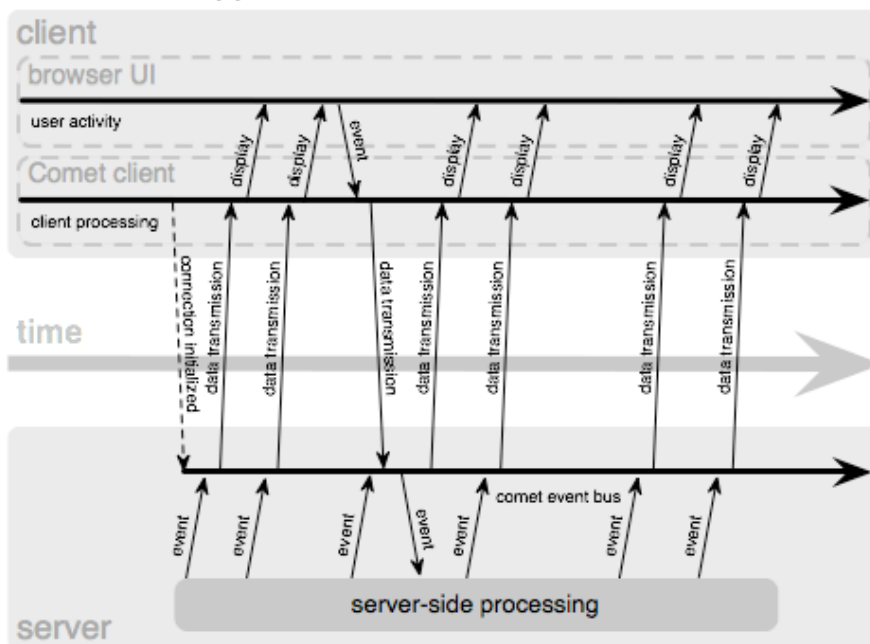 client
browser UI
user activity
display
display
event
display
display
display
display
Comet client
client processing
connection initialized
data transmission
data transmission
data transmission
data transmission
data transmission
data transmission
data transmission
time
comet event bus
event
event
event
event
event
event
event
server-side processing
server